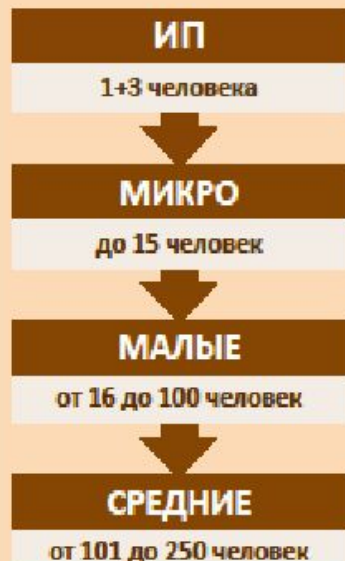 ИП
1+3 человека
МИКРО
до 15 человек
МАЛЫЕ
от 16 до 100 человек
СРЕДНИЕ
от 101 до 250 человек